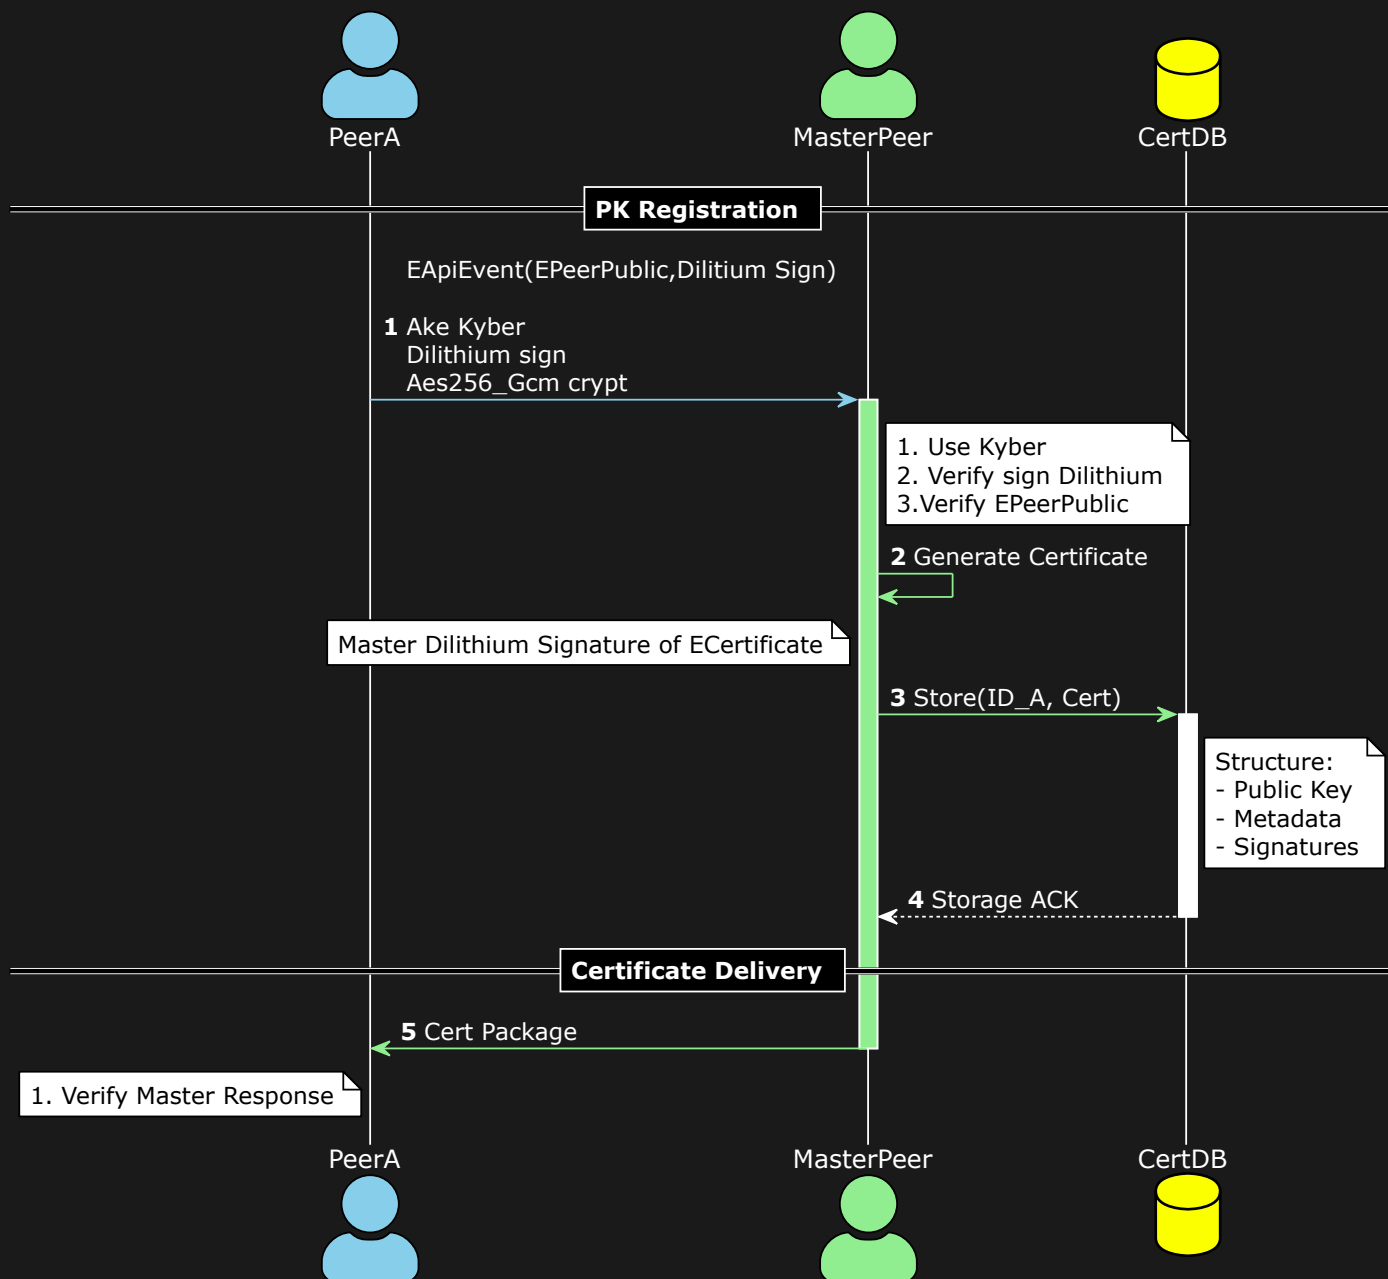 PeerA
MasterPeer
CertDB
PK Registration
EApiEvent(EPeerPublic,Dilitium Sign)
1 Ake Kyber
Dilithium sign
Aes256_Gcm crypt
1. Use Kyber
2. Verify sign Dilithium
3.Verify EPeerPublic
2 Generate Certificate
Master Dilithium Signature of ECertificate
3 Store(ID_A, Cert)
Structure:
- Public Key
- Metadata
- Signatures
4 Storage ACK
Certificate Delivery
5 Cert Package
1. Verify Master Response
PeerA
MasterPeer
CertDB